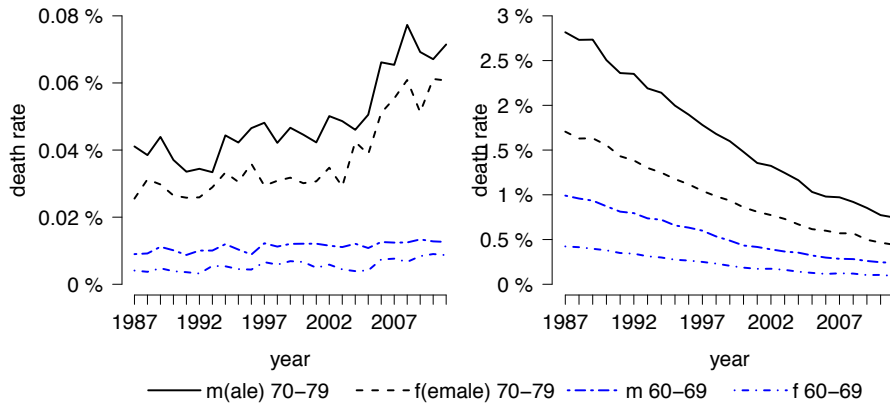 0.08 %
0.06 %
0.04 %
0.02 %
0 %
death rate
1987 1992 1997 2002 2007
year
3 %
2.5 %
2 %
1.5 %
1 %
0.5 %
0 %
death rate
1987 1992 1997 2002 2007
year
m(ale) 70−79 f(emale) 70−79 m 60−69 f 60−69